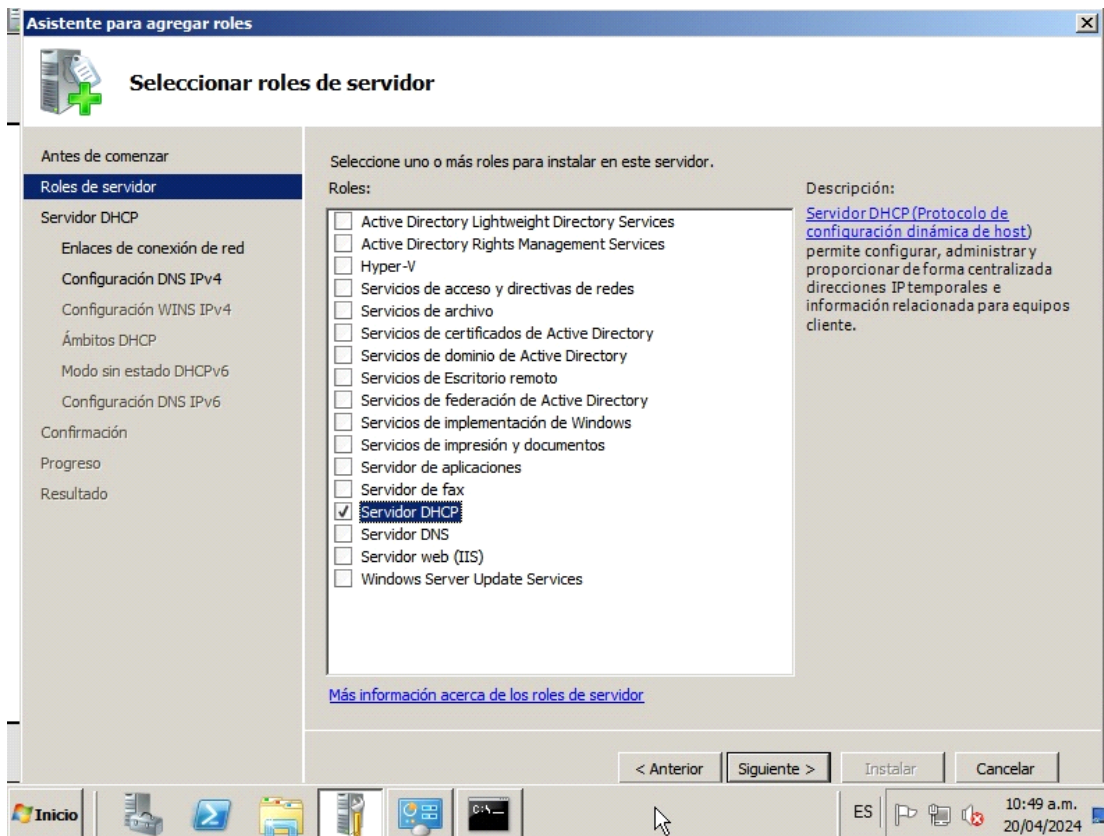 Asistente para agregar roles
Seleccionar roles de servidor
Antes de comenzar
Roles de servidor
Servidor DHCP
Enlaces de conexión de red
Configuración DNS IPv4
Configuración WINS IPv4
Ámbitos DHCP
Modo sin estado DHCPv6
Configuración DNS IPv6
Confirmación
Progreso
Resultado
Seleccione uno o más roles para instalar en este servidor.
Roles:
Active Directory Lightweight Directory Services
Active Directory Rights Management Services
Hyper-V
Servicios de acceso y directivas de redes
Servicios de archivo
Servicios de certificados de Active Directory
Servicios de dominio de Active Directory
Servicios de Escritorio remoto
Servicios de federación de Active Directory
Servicios de implementación de Windows
Servicios de impresión y documentos
Servidor de aplicaciones
Servidor de fax
Servidor DHCP
Servidor DNS
Servidor web (IIS)
Windows Server Update Services
Más información acerca de los roles de servidor
Descripción:
Servidor DHCP (Protocolo de
configuración dinámica de host)
permite configurar, administrar y
proporcionar de forma centralizada
direcciones IP temporales e
información relacionada para equipos
cliente.
< Anterior
Siguiente >
Instalar
Cancelar
Inicio
C:\_
ES
10:49 a.m.
20/04/2024